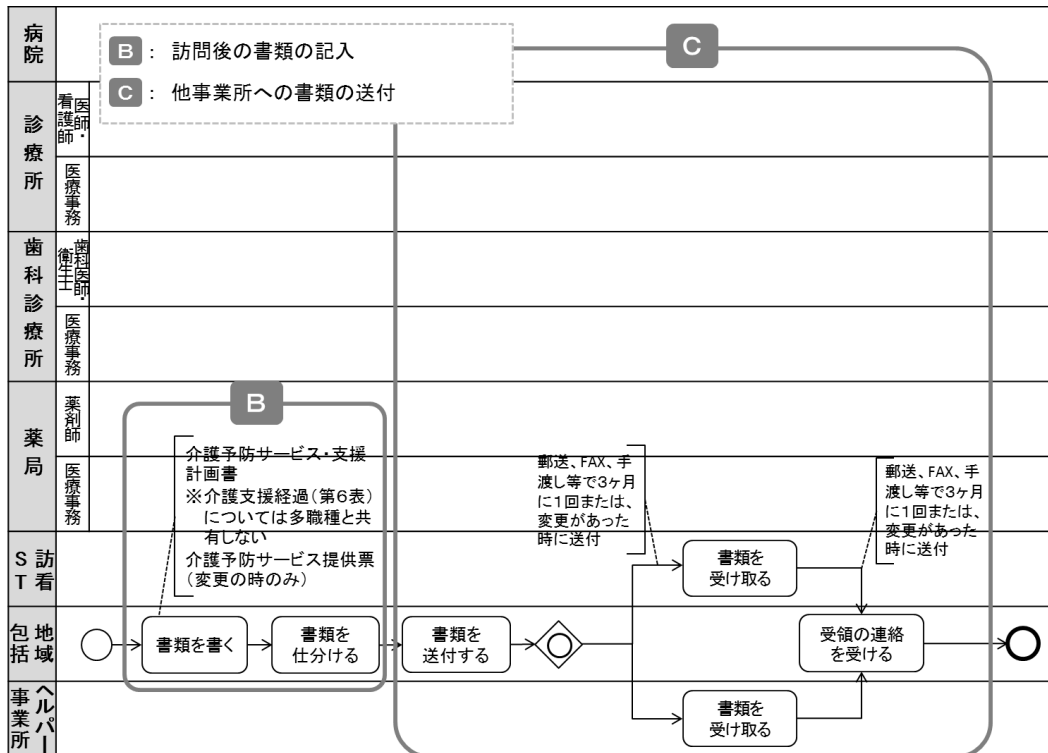 病院
B : 訪問後の書類の記入
C : 他事業所への書類の送付
C
診療所
医師・
看護師
医療事務
歯科診療所
歯科医師・
衛生士
医療事務
薬局
薬剤師
医療事務
B
介護予防サービス・支援
計画書
※介護支援経過(第6表)
については多職種と共
有しない
介護予防サービス提供票
(変更の時のみ)
郵送、FAX、手
渡し等で3ヶ月
に1回または、
変更があった
時に送付
郵送、FAX、手
渡し等で3ヶ月
に1回または、
変更があった
時に送付
訪看
ST
書類を
受け取る
地域
包括
書類を書く
書類を
仕分ける
書類を
送付する
受領の連絡
を受ける
ヘルパー
事業所
書類を
受け取る